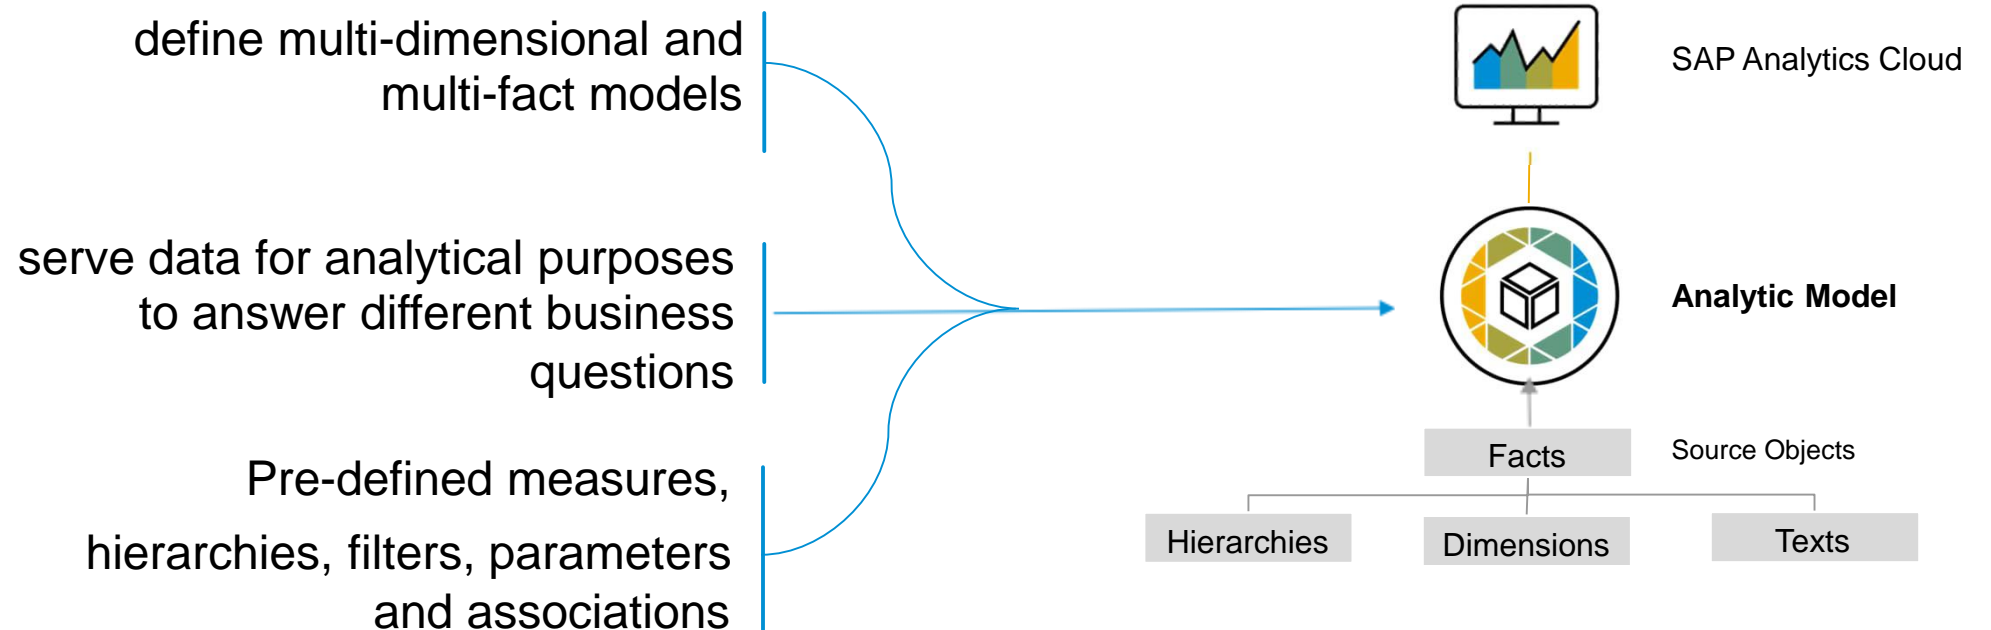 define multi-dimensional and
multi-fact models
serve data for analytical purposes
to answer different business
questions
Pre-defined measures,
hierarchies, filters, parameters
and associations
SAP Analytics Cloud
Analytic Model
Facts
Source Objects
Hierarchies
Dimensions
Texts